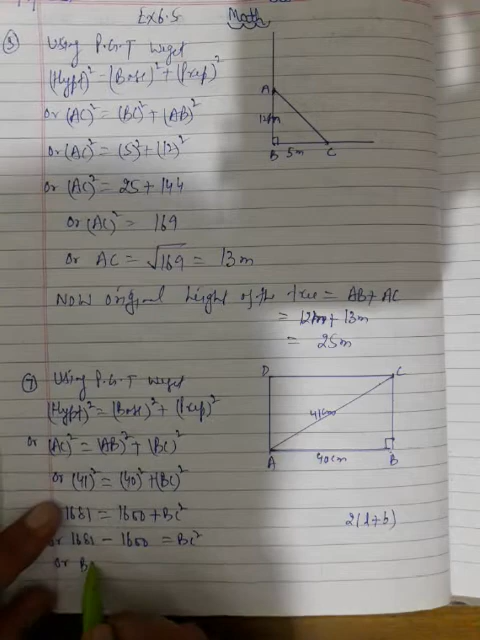 Ex 6.5 Math
(5) Using P.G.T we get
(Hypt)² = (Base)² + (Prep)²
or (AC)² = (BC)² + (AB)²
or (AC)² = (5)² + (12)²
or (AC)² = 25 + 144
or (AC)² = 169
or AC = √169 = 13m
A
12m
B 5m C
NOW original height of the tree = AB + AC
= 12m + 13m
= 25m
(7) Using P.G.T we get
(Hypt)² = (Base)² + (Prep)²
or (AC)² = (AB)² + (BC)²
or (41)² = (40)² + (BC)²
1681 = 1600 + BC²
or 1681 - 1600 = BC²
or B
D C
41cm
A 40cm B
2(l+b)